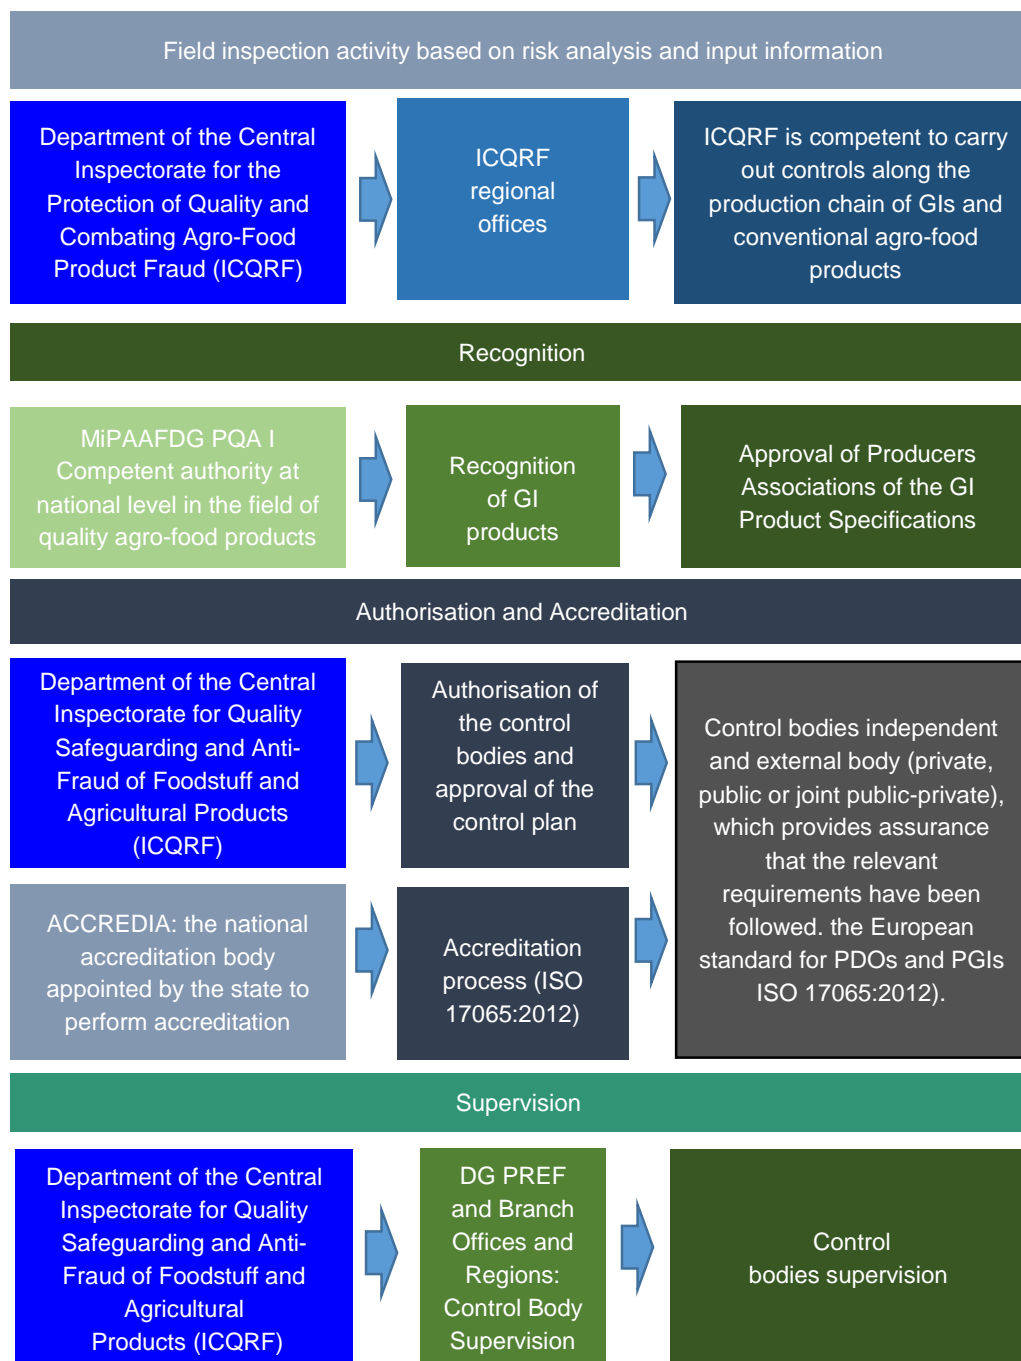 Field inspection activity based on risk analysis and input information
Department of the Central
Inspectorate for the
Protection of Quality and
Combating Agro-Food
Product Fraud (ICQRF)
ICQRF
regional
offices
ICQRF is competent to carry
out controls along the
production chain of GIs and
conventional agro-food
products
Recognition
MiPAAFDG PQA I
Competent authority at
national level in the field of
quality agro-food products
Recognition
of GI
products
Approval of Producers
Associations of the GI
Product Specifications
Authorisation and Accreditation
Department of the Central
Inspectorate for Quality
Safeguarding and Anti-
Fraud of Foodstuff and
Agricultural Products
(ICQRF)
Authorisation of
the control
bodies and
approval of the
control plan
Control bodies independent
and external body (private,
public or joint public-private),
which provides assurance
that the relevant
requirements have been
followed. the European
standard for PDOs and PGIs
ISO 17065:2012).
ACCREDIA: the national
accreditation body
appointed by the state to
perform accreditation
Accreditation
process (ISO
17065:2012)
Supervision
Department of the Central
Inspectorate for Quality
Safeguarding and Anti-
Fraud of Foodstuff and
Agricultural
Products (ICQRF)
DG PREF
and Branch
Offices and
Regions:
Control Body
Supervision
Control
bodies supervision